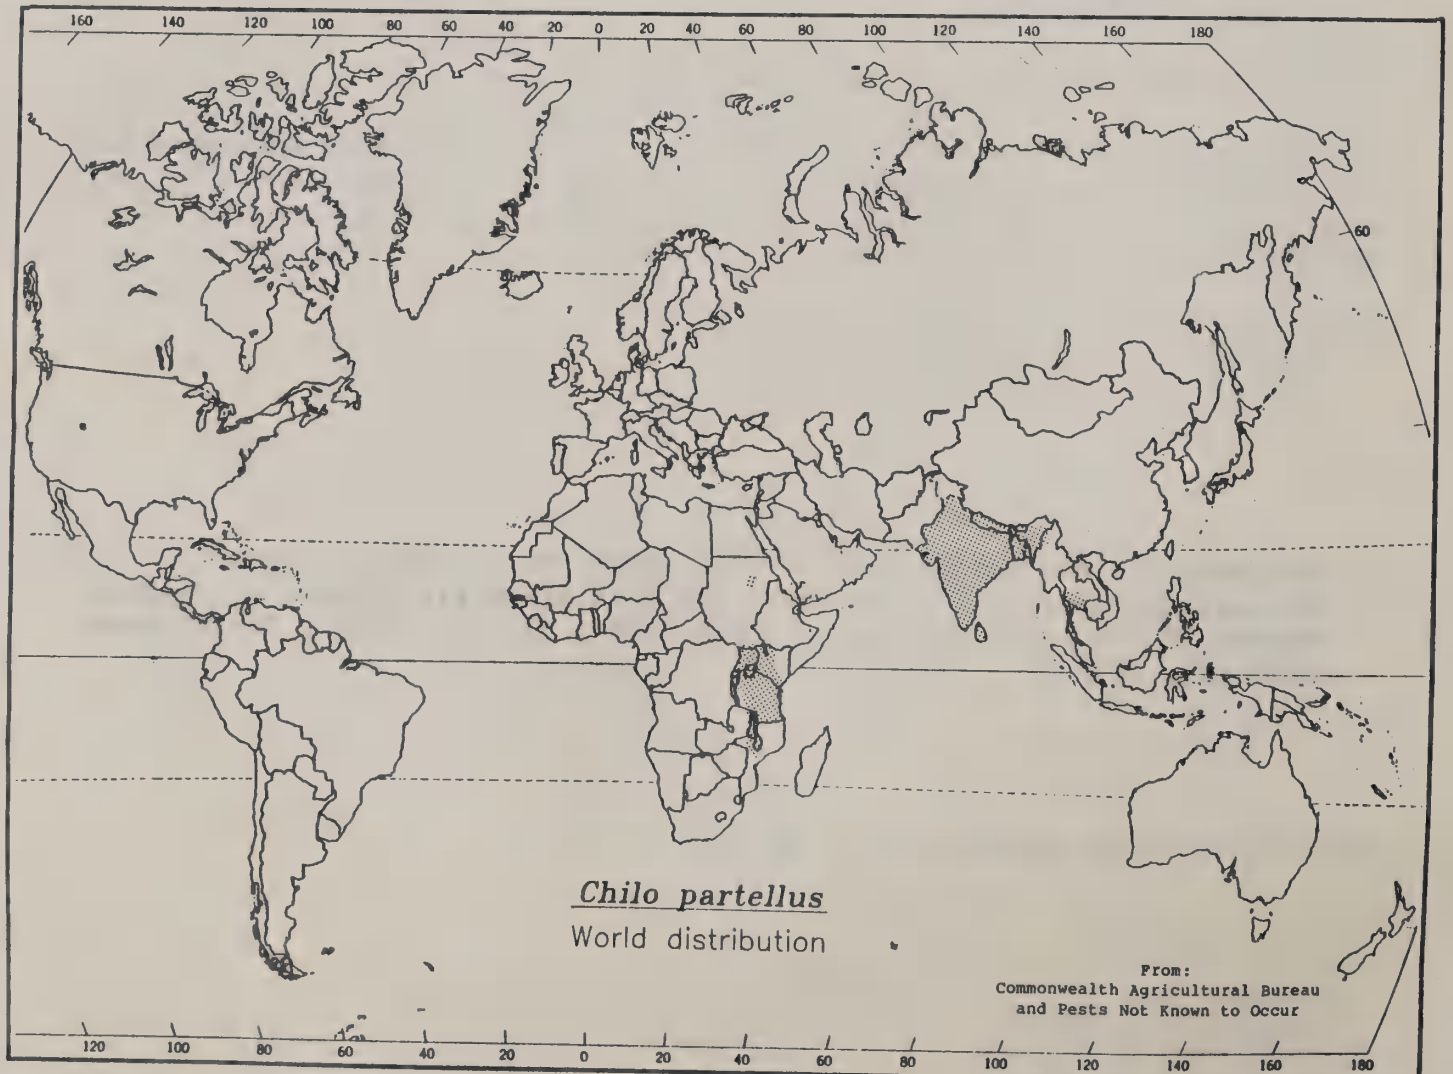 160 140 120 100 80 60 40 20 0 20 40 60 80 100 120 140 160 180
60
Chilo partellus
World distribution
From:
Commonwealth Agricultural Bureau
and Pests Not Known to Occur
120 100 80 60 40 20 0 20 40 60 80 100 120 140 160 180